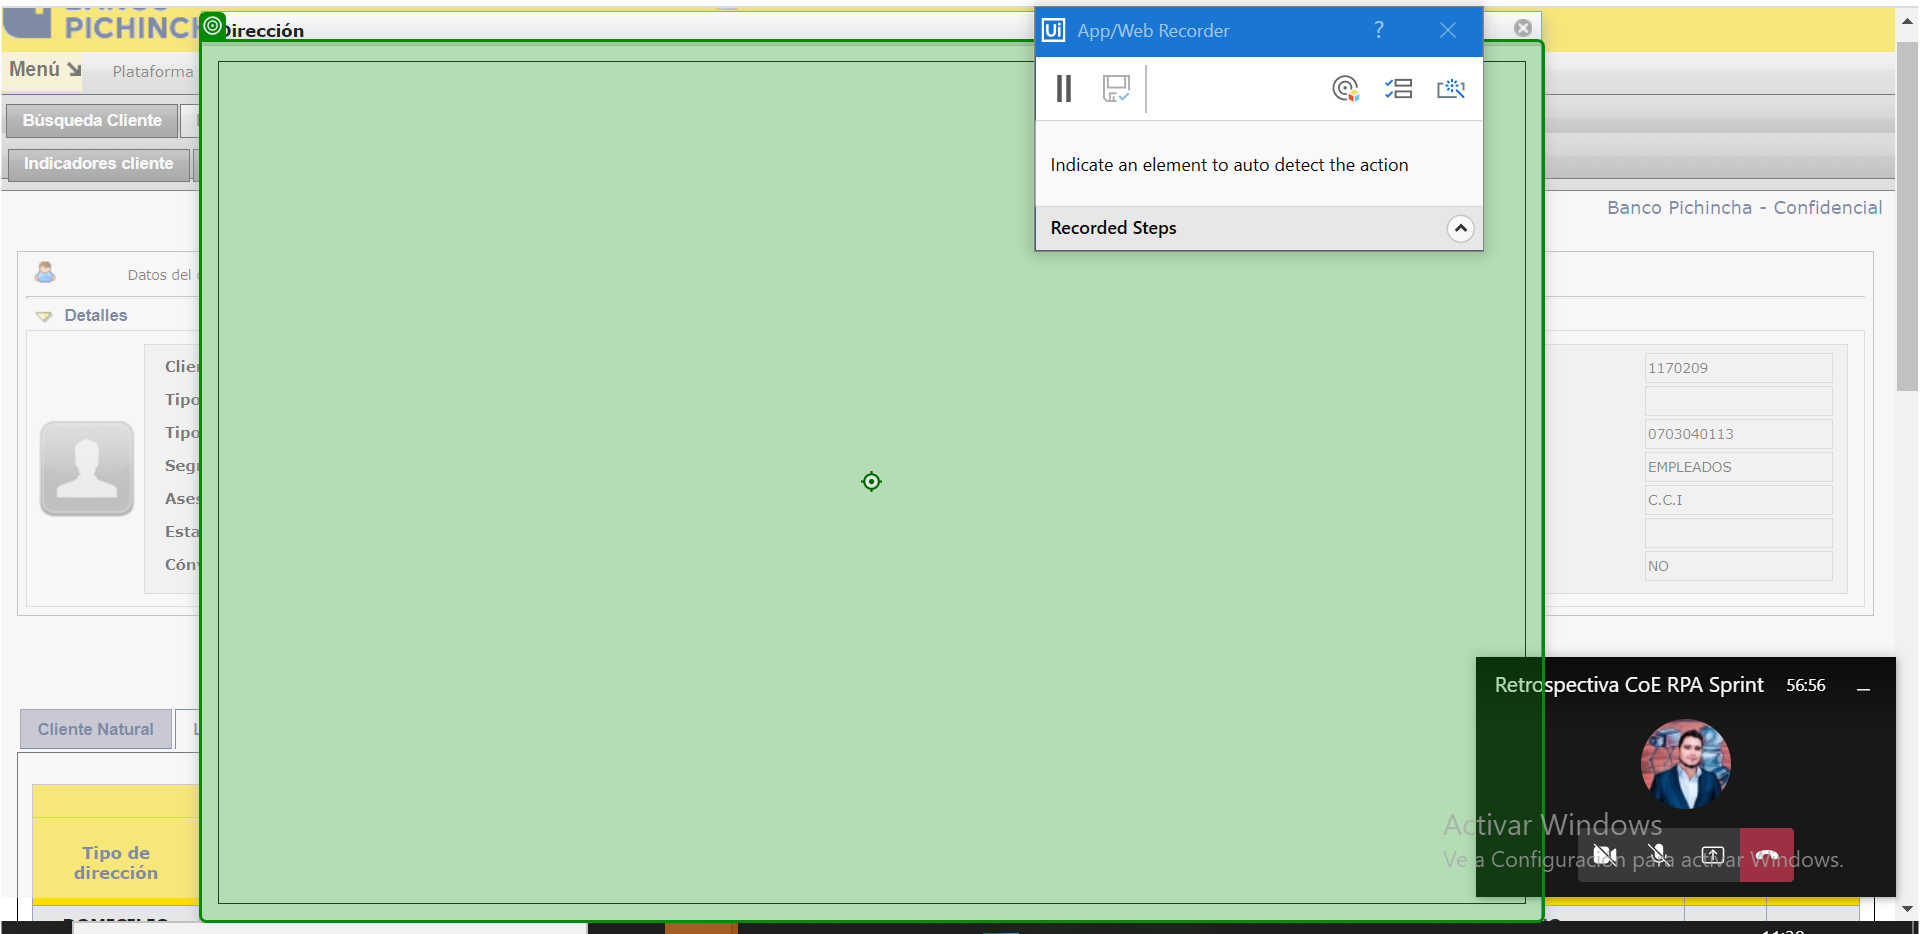 PICHINCH
Dirección
Ui App/Web Recorder ?
Menú
Plataforma
Búsqueda Cliente
Indicadores cliente
Indicate an element to auto detect the action
Recorded Steps
Banco Pichincha - Confidencial
Datos del
Detalles
Clie
1170209
Tipo
Tipo
0703040113
Seg
EMPLEADOS
Ase
C.C.I
Esta
Cón
NO
Retrospectiva CoE RPA Sprint 56:56
Cliente Natural
Activar Windows
Ve a Configuración para activar Windows.
Tipo de
dirección